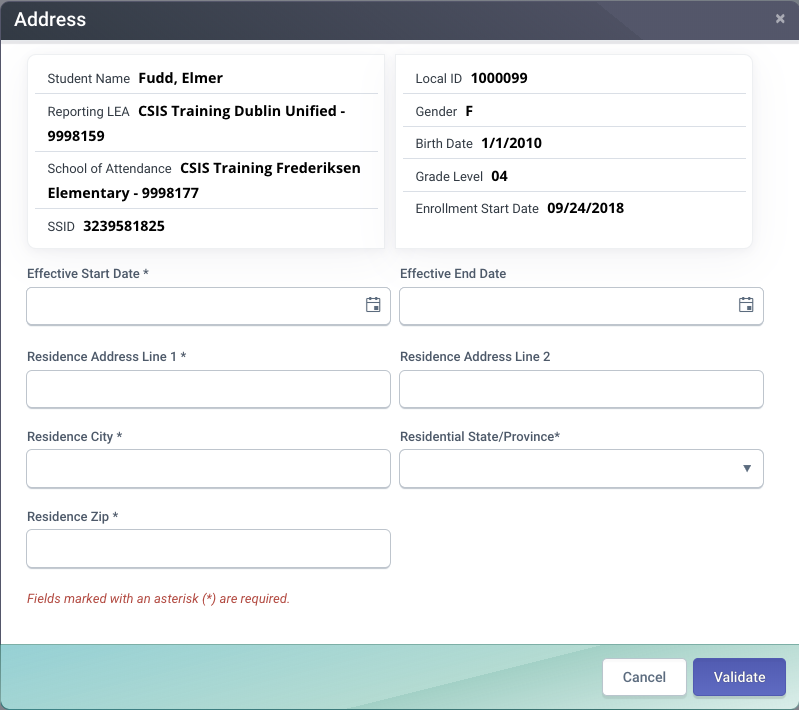 Address
×
Student Name Fudd, Elmer
Reporting LEA CSIS Training Dublin Unified -
9998159
School of Attendance CSIS Training Frederiksen
Elementary - 9998177
SSID 3239581825
Local ID 1000099
Gender F
Birth Date 1/1/2010
Grade Level 04
Enrollment Start Date 09/24/2018
Effective Start Date *
Effective End Date
Residence Address Line 1 *
Residence Address Line 2
Residence City *
Residential State/Province*
Residence Zip *
Fields marked with an asterisk (*) are required.
Cancel
Validate